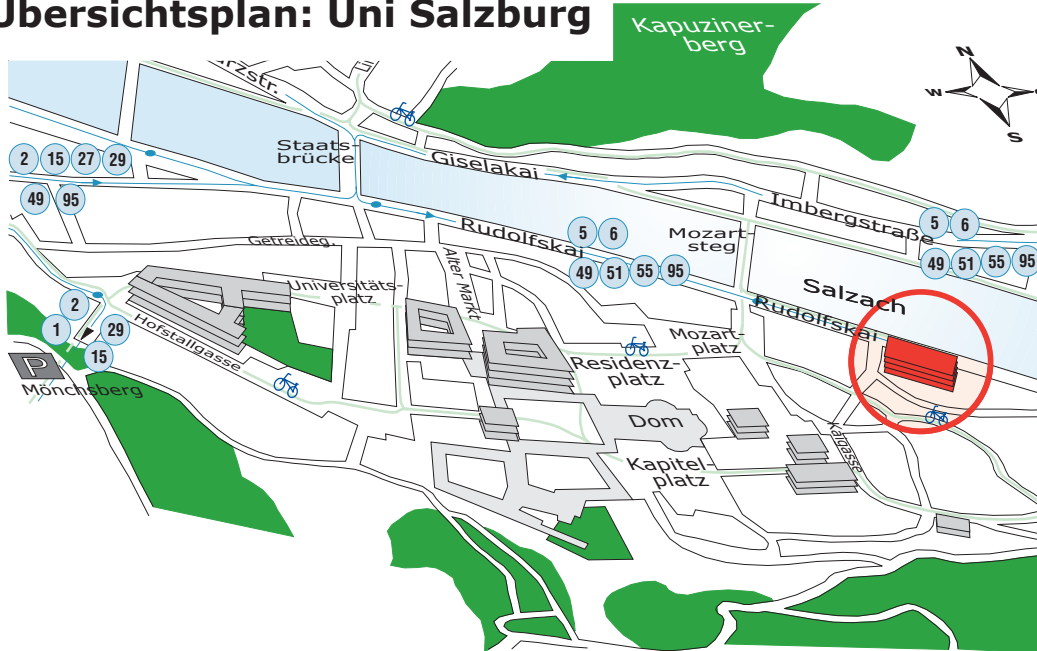 Übersichtsplan: Uni Salzburg
Kapuziner-
berg
N
W
S
Staats-
brücke
Giselakai
Imbergstraße
2 15 27 29
49 95
Rudolfskai
5 6
49 51 55 95
Mozart-
steg
5 6
49 51 55 95
Getreideg.
Alter Markt
Universitäts-
platz
Salzach
Rudolfskai
2
1 29
15
Hofstallgasse
Mozart-
platz
Residenz-
platz
P
Mönchsberg
Dom
Kapitel-
platz
Kaigasse